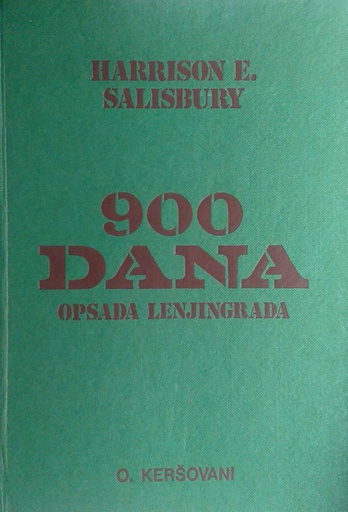 HARRISON E.
SALISBURY
900
DANA
OPSADA LENJINGRADA
O. KERŠOVANI